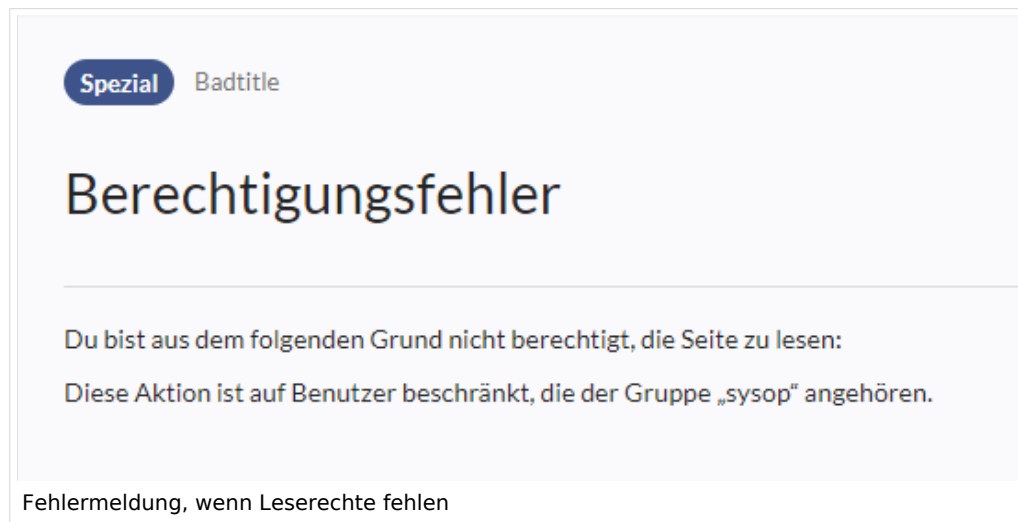 Spezial Badtitle
Berechtigungsfehler
Du bist aus dem folgenden Grund nicht berechtigt, die Seite zu lesen:
Diese Aktion ist auf Benutzer beschränkt, die der Gruppe „sysop“ angehören.
Fehlermeldung, wenn Leserechte fehlen